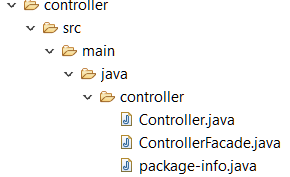 controller
src
main
java
controller
Controller.java
ControllerFacade.java
package-info.java